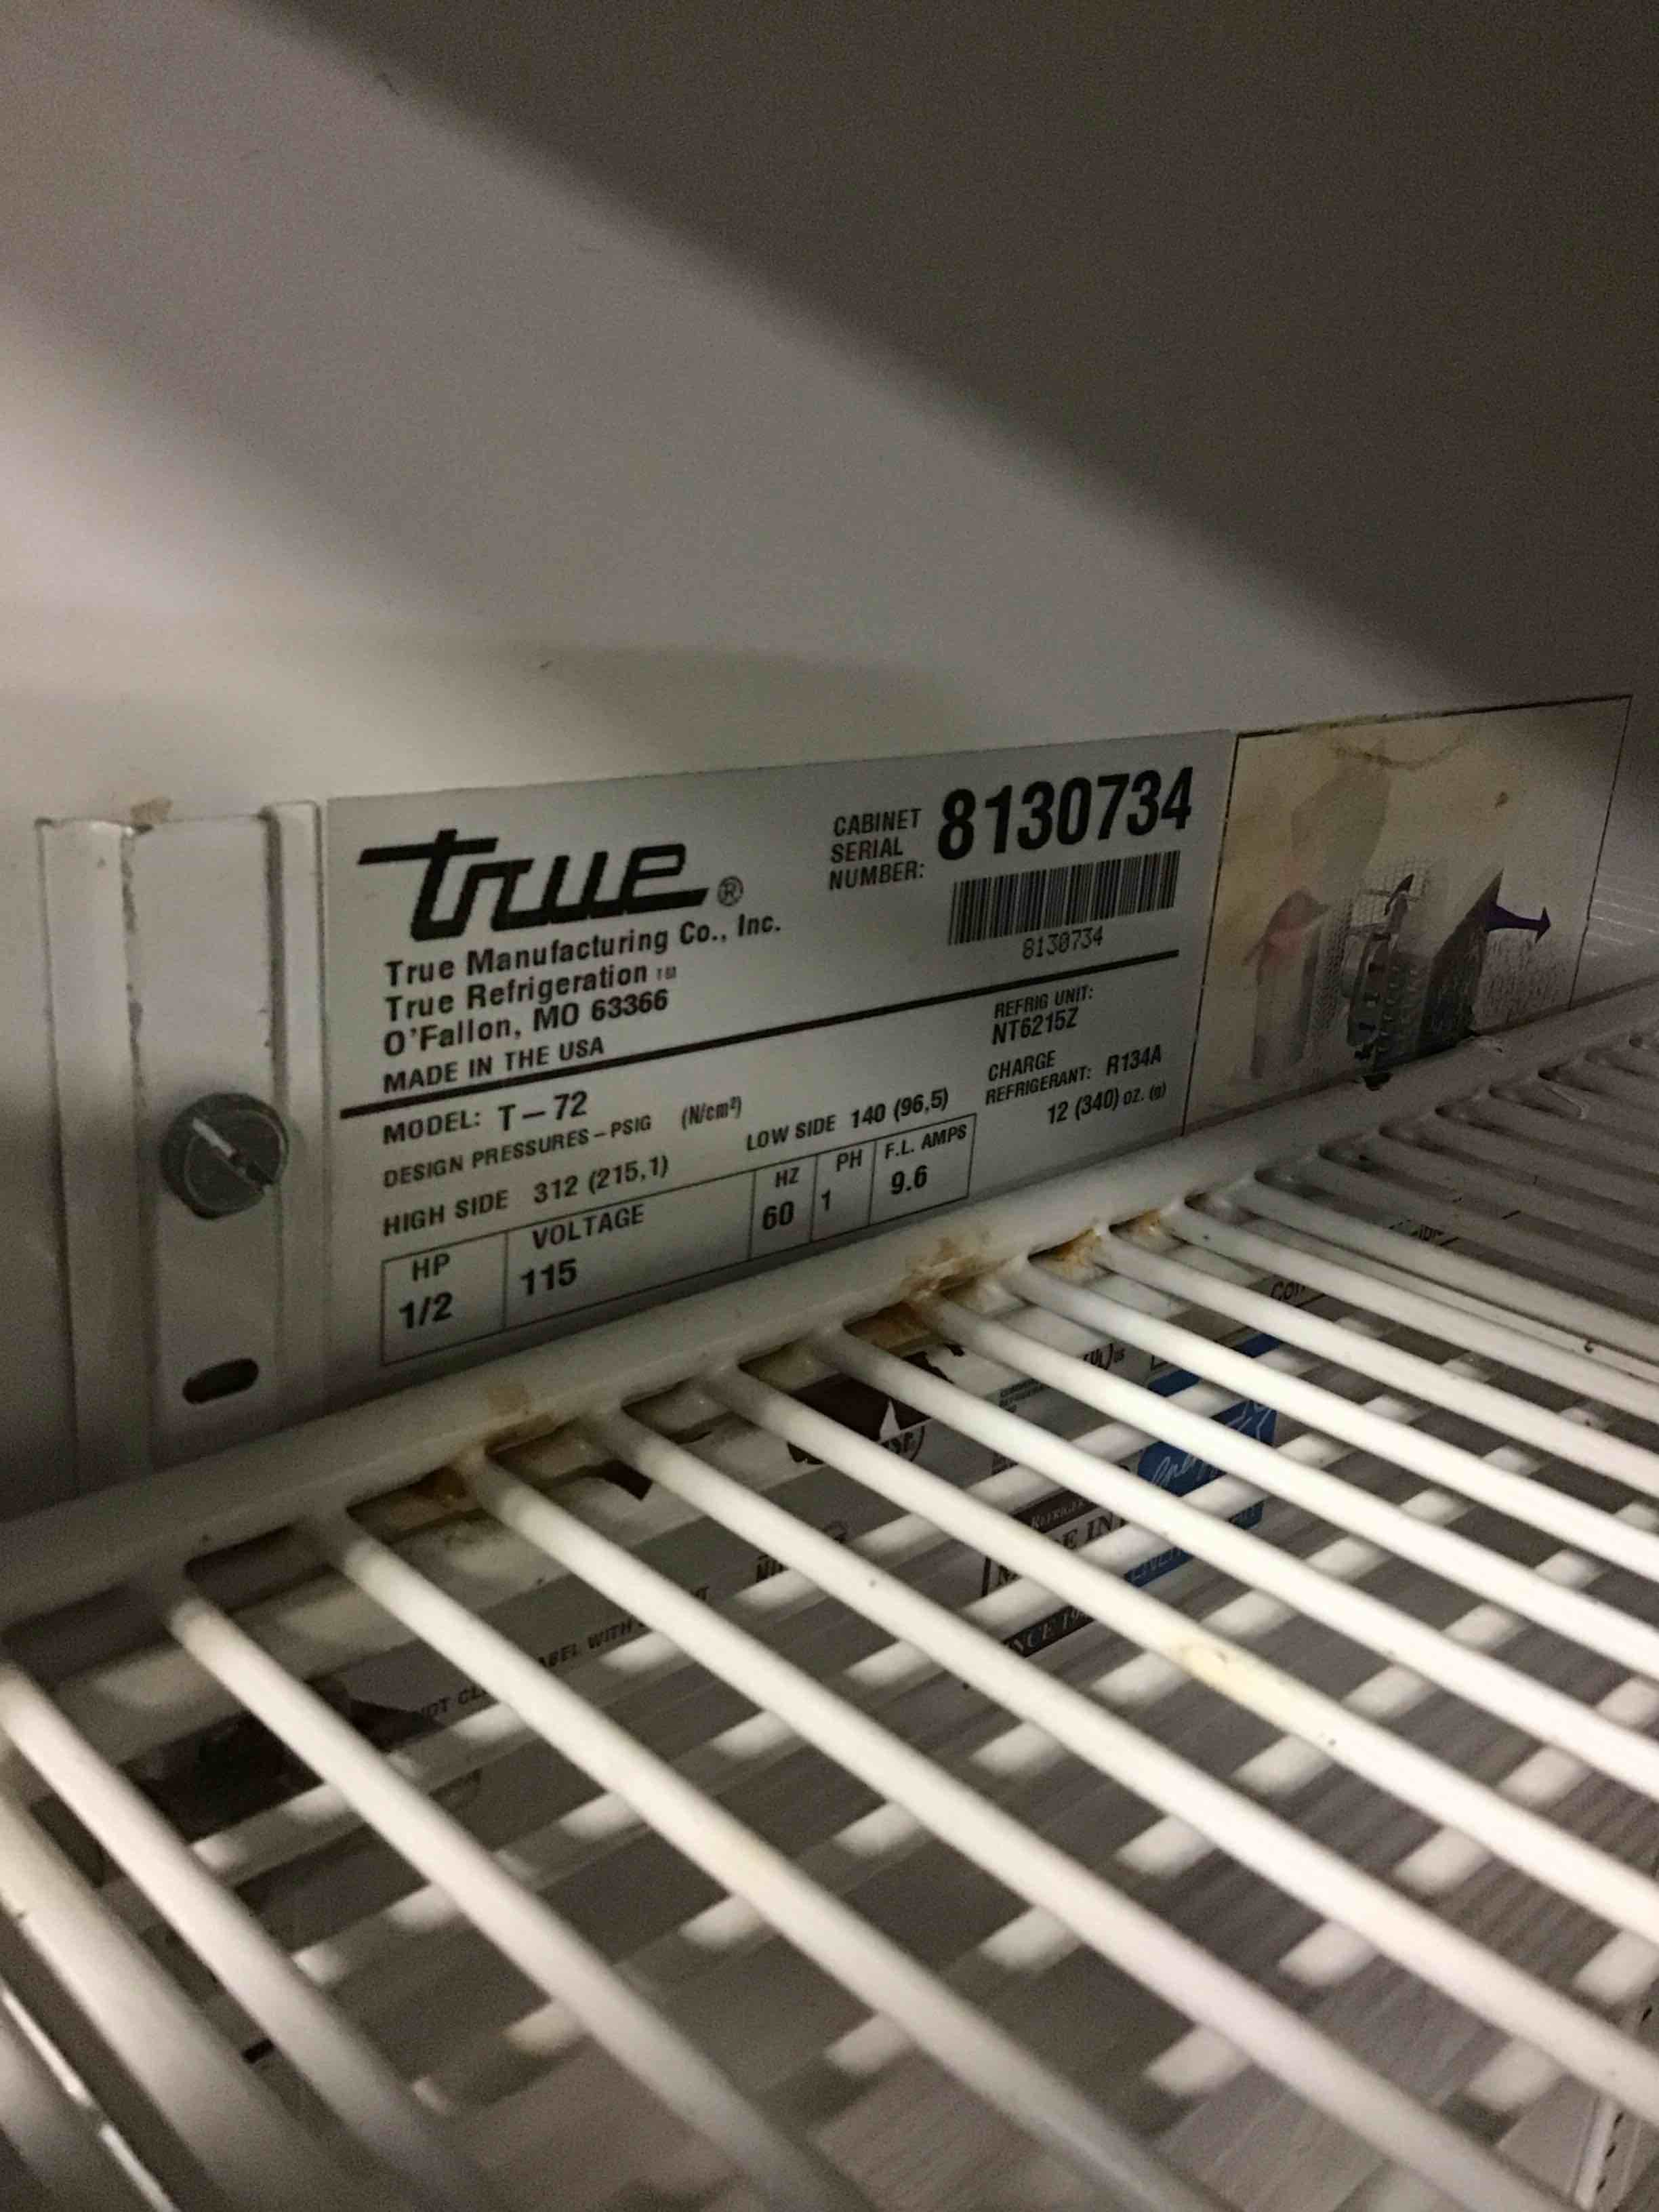 true®
True Manufacturing Co., Inc.
True Refrigeration TM
O'Fallon, MO 63366
MADE IN THE USA
CABINET
SERIAL
NUMBER:
8130734
8130734
MODEL: T-72
DESIGN PRESSURES-PSIG (N/cm²)
HIGH SIDE 312 (215,1)
LOW SIDE 140 (96,5)
REFRIG UNIT:
NT6215Z
CHARGE
REFRIGERANT: R134A
12 (340) oz. (g)
HP VOLTAGE HZ PH F.L. AMPS
1/2 115 60 1 9.6